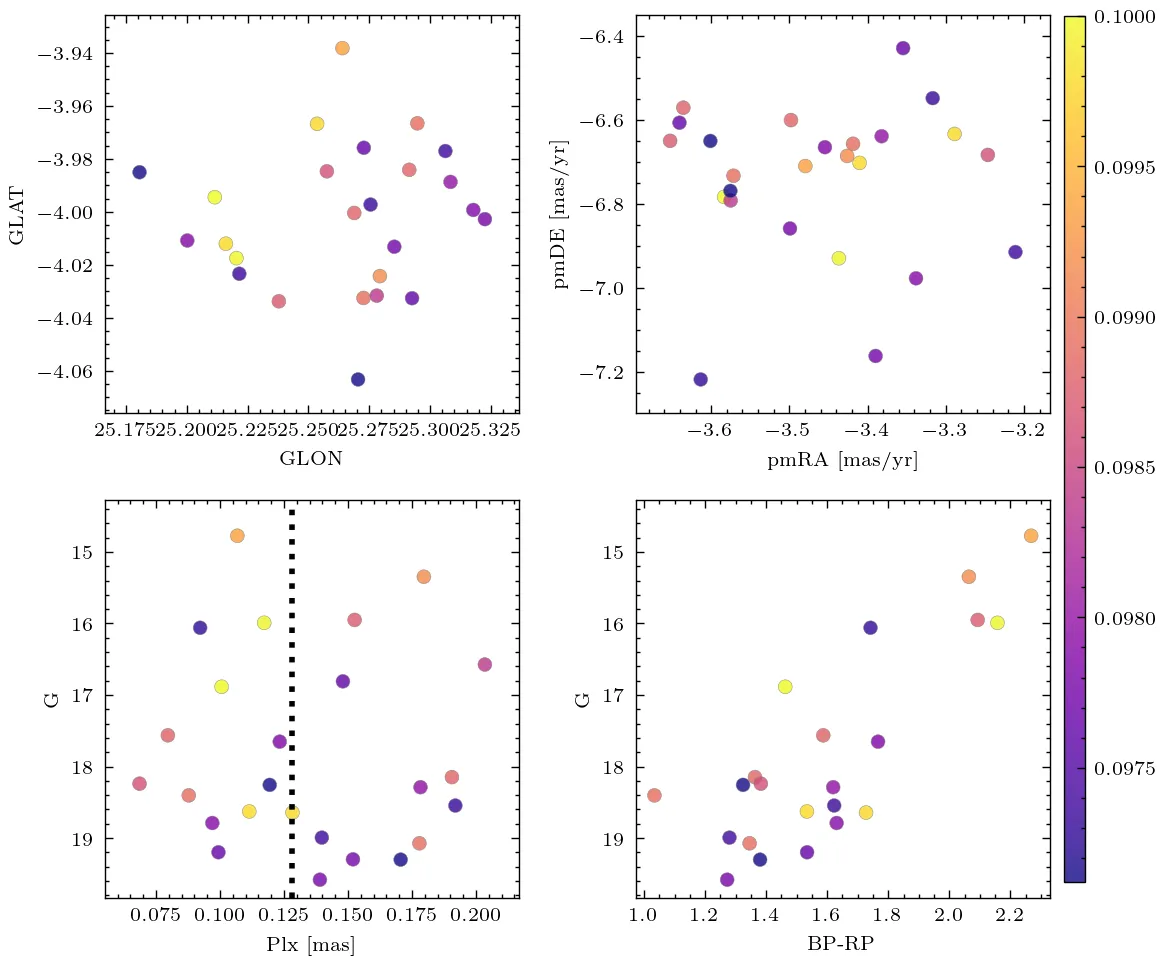 −3.94
−3.96
−3.98
−4.00
−4.02
−4.04
−4.06
GLAT
25.175 25.200 25.225 25.250 25.275 25.300 25.325
GLON
−6.4
−6.6
−6.8
−7.0
−7.2
pmDE [mas/yr]
−3.6 −3.5 −3.4 −3.3 −3.2
pmRA [mas/yr]
0.1000
0.0995
0.0990
0.0985
0.0980
0.0975
15
16
17
18
19
G
0.075 0.100 0.125 0.150 0.175 0.200
Plx [mas]
15
16
17
18
19
G
1.0 1.2 1.4 1.6 1.8 2.0 2.2
BP-RP